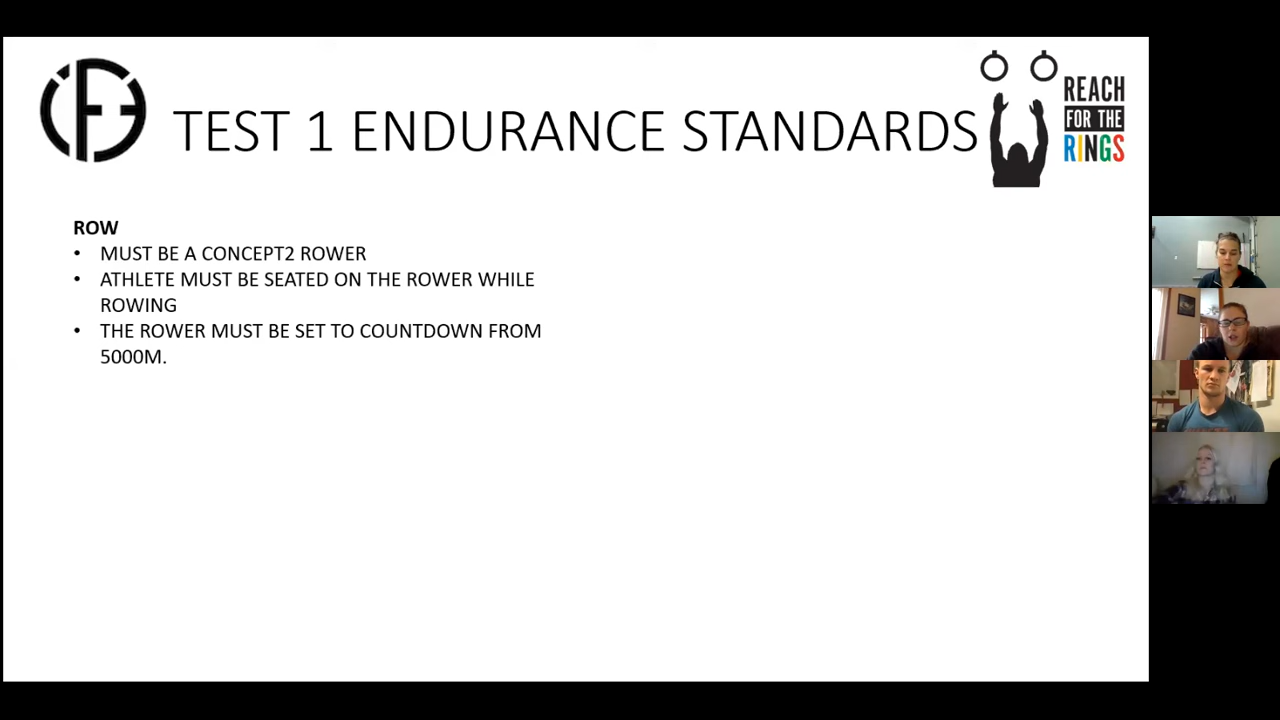 TEST 1 ENDURANCE STANDARDS
REACH
FOR THE
RINGS
ROW
• MUST BE A CONCEPT2 ROWER
• ATHLETE MUST BE SEATED ON THE ROWER WHILE
ROWING
• THE ROWER MUST BE SET TO COUNTDOWN FROM
5000M.